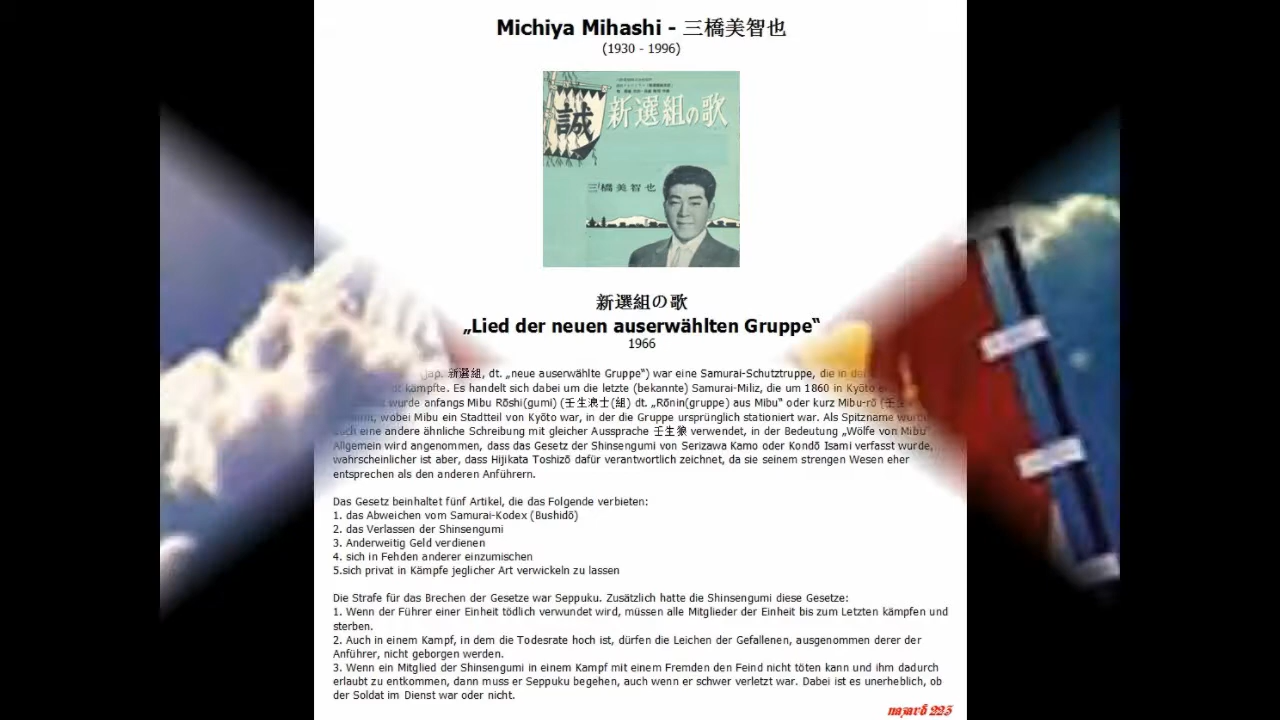 Michiya Mihashi - 三橋美智也
(1930 - 1996)
誠
新選組の歌
三橋美智也
新選組の歌
„Lied der neuen auserwählten Gruppe“
1966
jap. 新選組, dt. „neue auserwählte Gruppe“) war eine Samurai-Schutztruppe, die in
kämpfte. Es handelt sich dabei um die letzte (bekannte) Samurai-Miliz, die um 1860 in Kyōto
wurde anfangs Mibu Rōshi(gumi) (壬生浪士(組) dt. „Rōnin(gruppe) aus Mibu“ oder kurz Mibu-rō (壬生
wobei Mibu ein Stadtteil von Kyōto war, in der die Gruppe ursprünglich stationiert war. Als Spitzname wurde
auch eine andere ähnliche Schreibung mit gleicher Aussprache 壬生狼 verwendet, in der Bedeutung „Wölfe von Mibu“
Allgemein wird angenommen, dass das Gesetz der Shinsengumi von Serizawa Kamo oder Kondō Isami verfasst wurde,
wahrscheinlicher ist aber, dass Hijikata Toshizō dafür verantwortlich zeichnet, da sie seinem strengen Wesen eher
entsprechen als den anderen Anführern.
Das Gesetz beinhaltet fünf Artikel, die das Folgende verbieten:
1. das Abweichen vom Samurai-Kodex (Bushidō)
2. das Verlassen der Shinsengumi
3. Anderweitig Geld verdienen
4. sich in Fehden anderer einzumischen
5.sich privat in Kämpfe jeglicher Art verwickeln zu lassen
Die Strafe für das Brechen der Gesetze war Seppuku. Zusätzlich hatte die Shinsengumi diese Gesetze:
1. Wenn der Führer einer Einheit tödlich verwundet wird, müssen alle Mitglieder der Einheit bis zum Letzten kämpfen und
sterben.
2. Auch in einem Kampf, in dem die Todesrate hoch ist, dürfen die Leichen der Gefallenen, ausgenommen derer der
Anführer, nicht geborgen werden.
3. Wenn ein Mitglied der Shinsengumi in einem Kampf mit einem Fremden den Feind nicht töten kann und ihm dadurch
erlaubt zu entkommen, dann muss er Seppuku begehen, auch wenn er schwer verletzt war. Dabei ist es unerheblich, ob
der Soldat im Dienst war oder nicht.